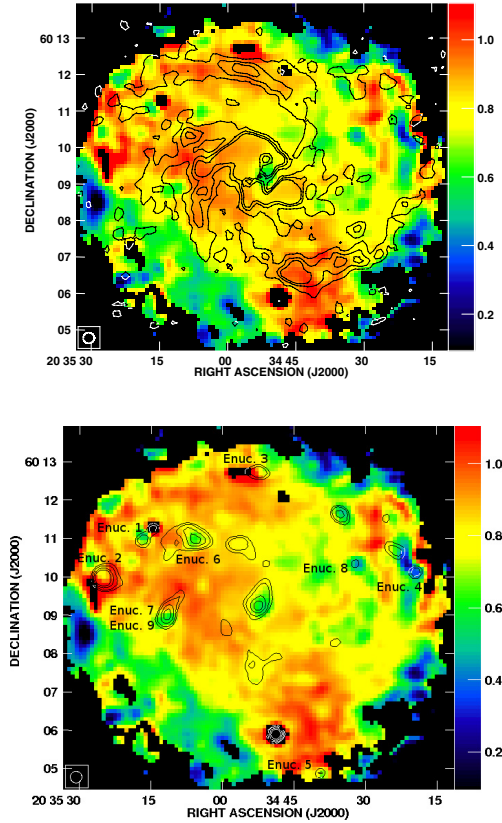 60 13
12
11
10
09
08
07
06
05
DECLINATION (J2000)
20 35 30
15
00
34 45
30
15
RIGHT ASCENSION (J2000)
1.0
0.8
0.6
0.4
0.2
60 13
12
11
10
09
08
07
06
05
DECLINATION (J2000)
Enuc. 3
Enuc. 1
Enuc. 2
Enuc. 6
Enuc. 8
Enuc. 4
Enuc. 7
Enuc. 9
Enuc. 5
20 35 30
15
00
34 45
30
15
RIGHT ASCENSION (J2000)
1.0
0.8
0.6
0.4
0.2